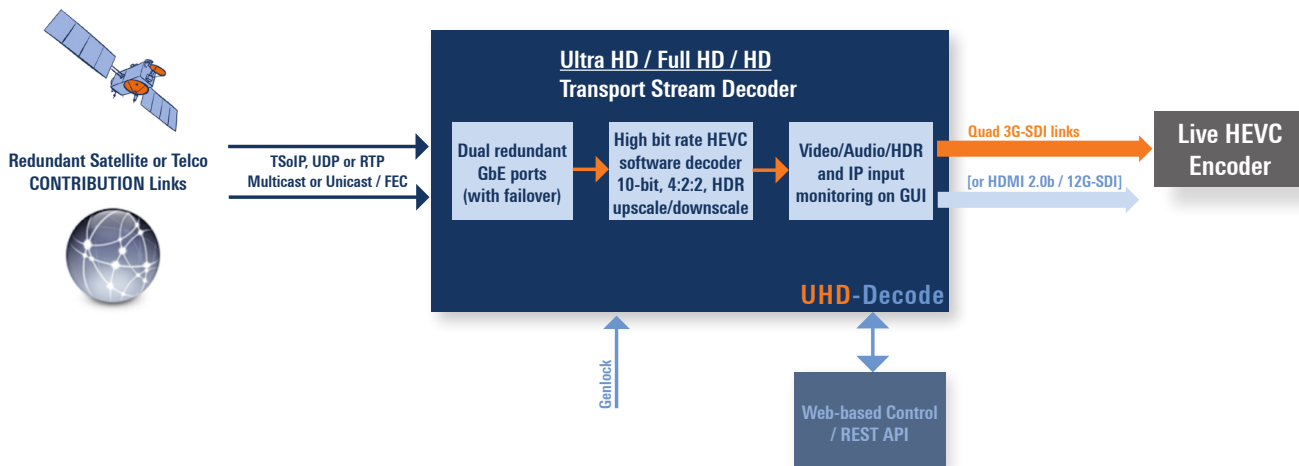 Redundant Satellite or Telco
CONTRIBUTION Links
TSoIP, UDP or RTP
Multicast or Unicast / FEC
Ultra HD / Full HD / HD
Transport Stream Decoder
Dual redundant
GbE ports
(with failover)
High bit rate HEVC
software decoder
10-bit, 4:2:2, HDR
upscale/downscale
Video/Audio/HDR
and IP input
monitoring on GUI
UHD-Decode
Quad 3G-SDI links
[or HDMI 2.0b / 12G-SDI]
Live HEVC
Encoder
Genlock
Web-based Control
/ REST API